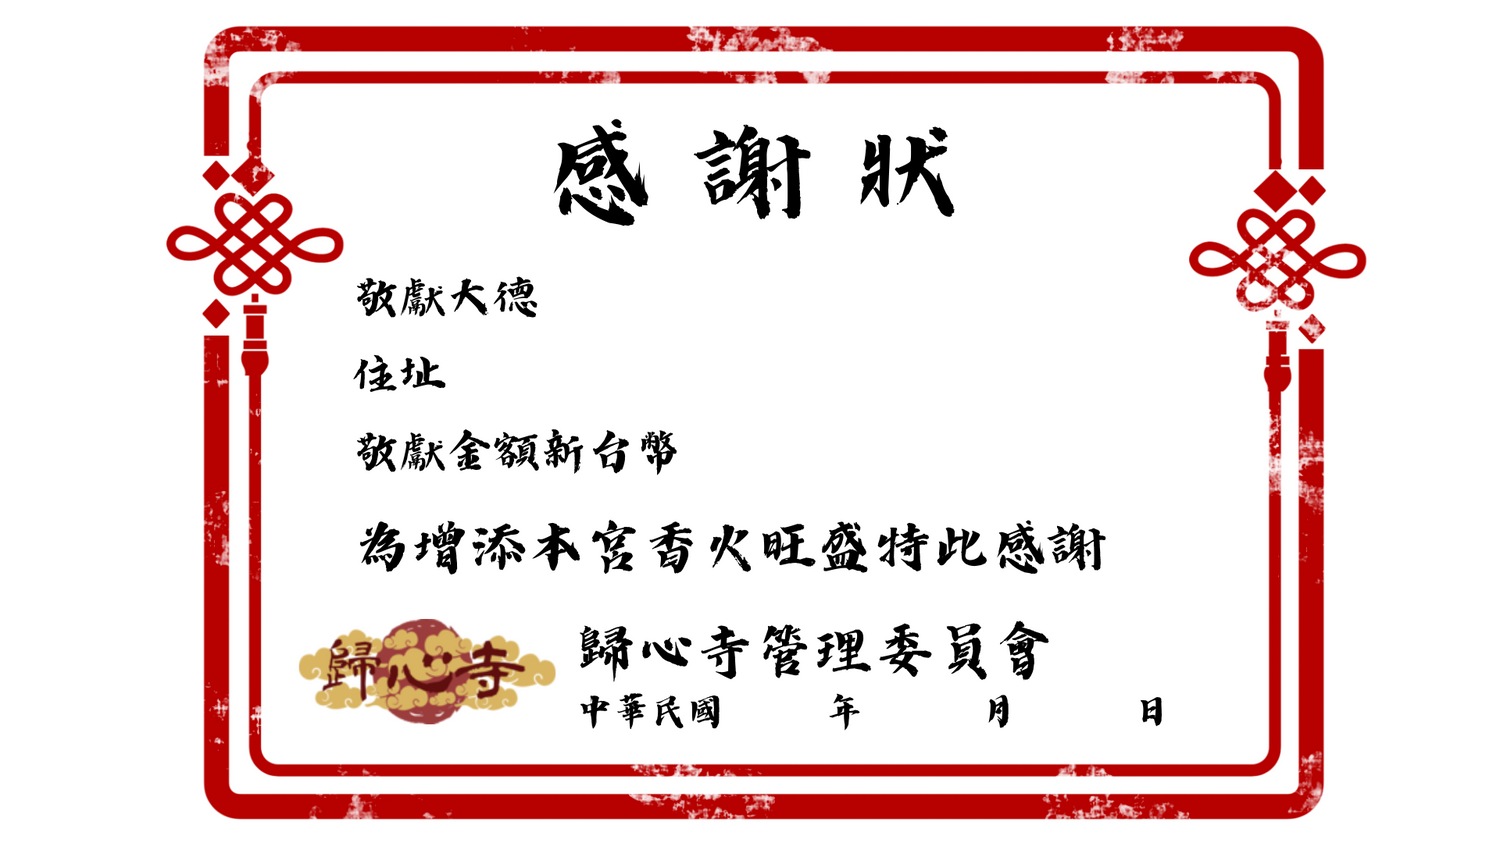 感謝狀
敬獻大德
住址
敬獻金額新台幣
為增添本宮香火旺盛特此感謝
歸心寺
歸心寺管理委員會
中華民國 年 月 日